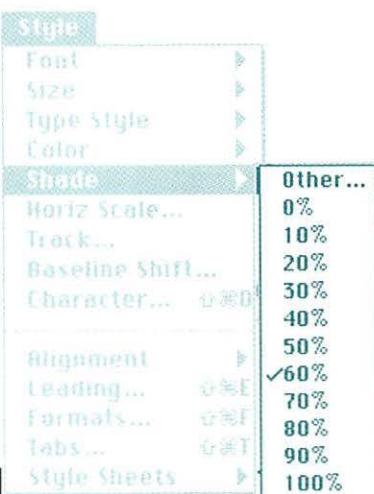 Style
Font
Size
Type Style
Color
Shade
Horiz Scale...
Track...
Baseline Shift...
Character... ⇧⌘D
Alignment
Leading... ⇧⌘E
Formats... ⇧⌘F
Tabs... ⇧⌘T
Style Sheets
Other...
0%
10%
20%
30%
40%
50%
✓60%
70%
80%
90%
100%